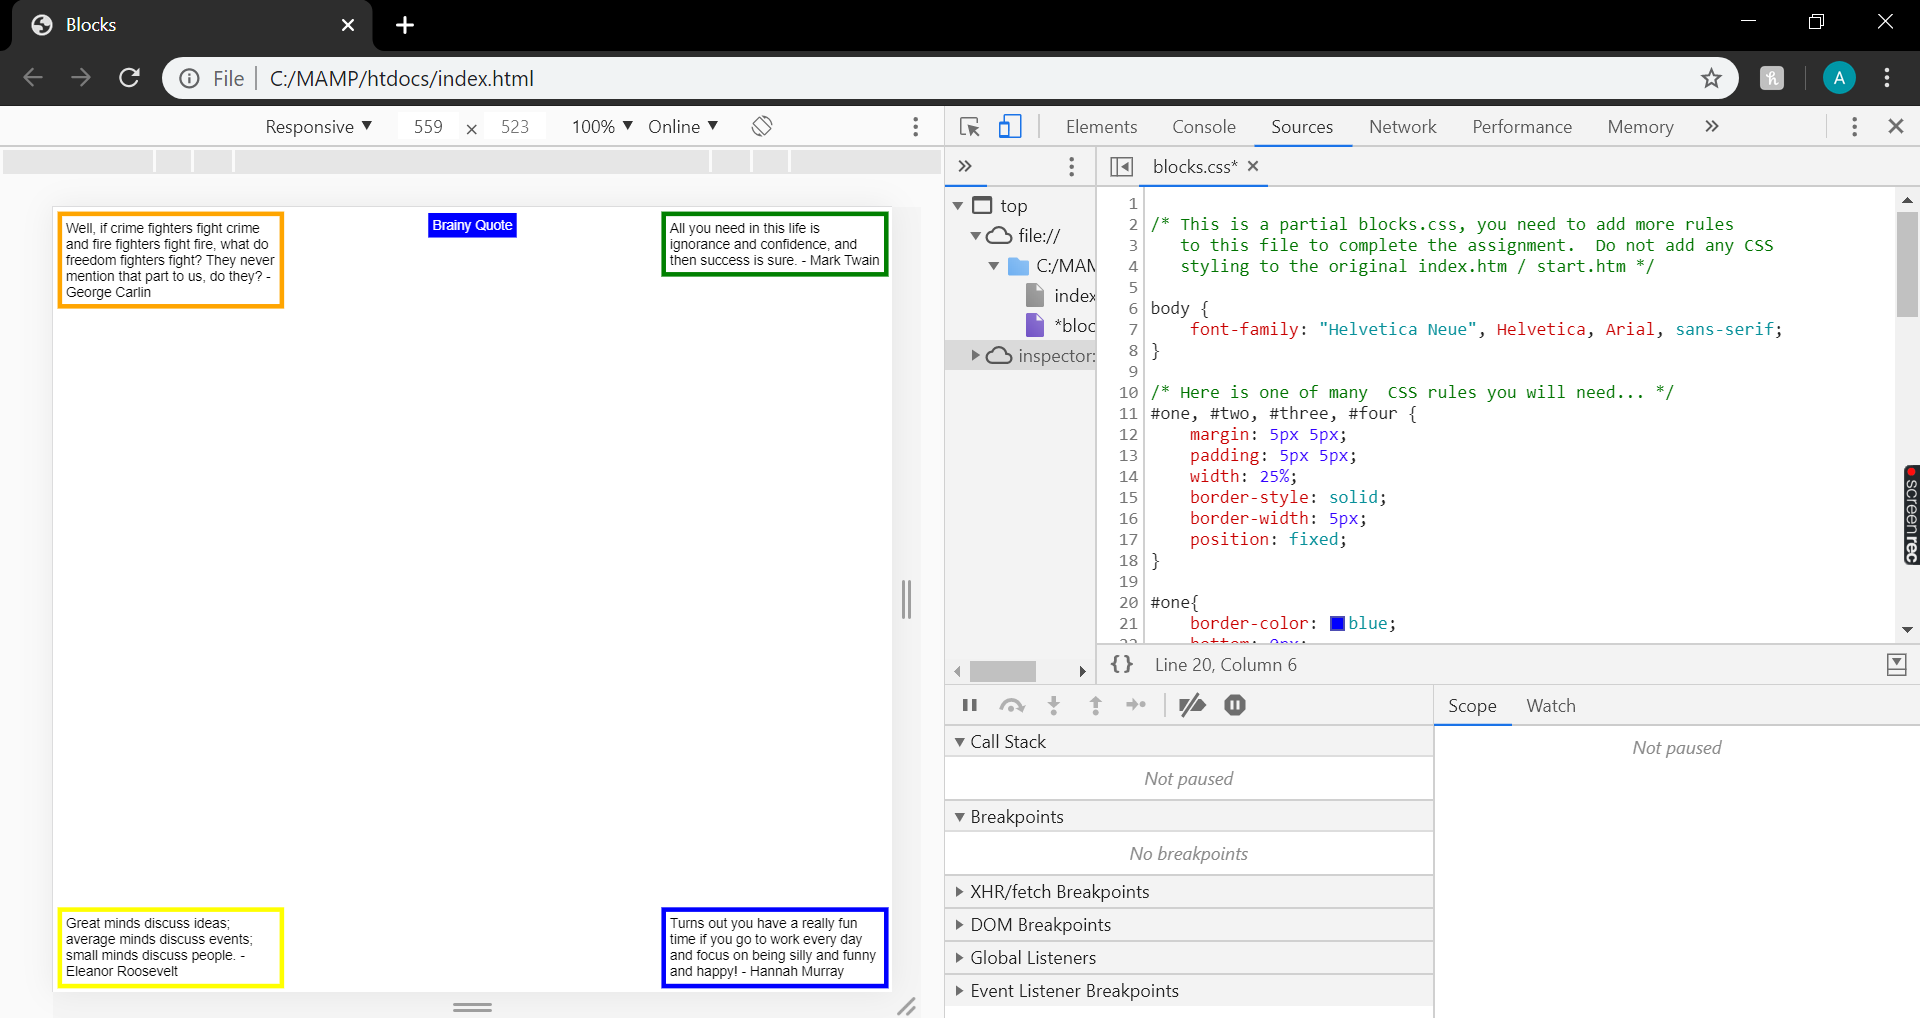 Blocks
File C:/MAMP/htdocs/index.html
A
Responsive 559 × 523 100% Online
Elements Console Sources Network Performance Memory
blocks.css*
top
file://
C:/MAM
index
*bloc
inspector:
Well, if crime fighters fight crime
and fire fighters fight fire, what do
freedom fighters fight? They never
mention that part to us, do they? -
George Carlin
Brainy Quote
All you need in this life is
ignorance and confidence, and
then success is sure. - Mark Twain
Great minds discuss ideas;
average minds discuss events;
small minds discuss people. -
Eleanor Roosevelt
Turns out you have a really fun
time if you go to work every day
and focus on being silly and funny
and happy! - Hannah Murray
1
2 /* This is a partial blocks.css, you need to add more rules
3 to this file to complete the assignment. Do not add any CSS
4 styling to the original index.htm / start.htm */
5
6 body {
7 font-family: "Helvetica Neue", Helvetica, Arial, sans-serif;
8 }
9
10 /* Here is one of many CSS rules you will need... */
11 #one, #two, #three, #four {
12 margin: 5px 5px;
13 padding: 5px 5px;
14 width: 25%;
15 border-style: solid;
16 border-width: 5px;
17 position: fixed;
18 }
19
20 #one{
21 border-color: blue;
22 bottom: 0px;
screenrec
{} Line 20, Column 6
Scope Watch
Call Stack
Not paused
Not paused
Breakpoints
No breakpoints
XHR/fetch Breakpoints
DOM Breakpoints
Global Listeners
Event Listener Breakpoints